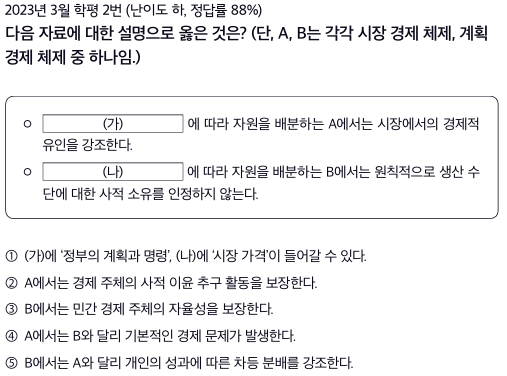 2023년 3월 학평 2번 (난이도 하, 정답률 88%)
다음 자료에 대한 설명으로 옳은 것은? (단, A, B는 각각 시장 경제 체제, 계획
경제 체제 중 하나임.)
○ (가) 에 따라 자원을 배분하는 A에서는 시장에서의 경제적
유인을 강조한다.
○ (나) 에 따라 자원을 배분하는 B에서는 원칙적으로 생산 수
단에 대한 사적 소유를 인정하지 않는다.
① (가)에 ‘정부의 계획과 명령’, (나)에 ‘시장 가격’이 들어갈 수 있다.
② A에서는 경제 주체의 사적 이윤 추구 활동을 보장한다.
③ B에서는 민간 경제 주체의 자율성을 보장한다.
④ A에서는 B와 달리 기본적인 경제 문제가 발생한다.
⑤ B에서는 A와 달리 개인의 성과에 따른 차등 분배를 강조한다.